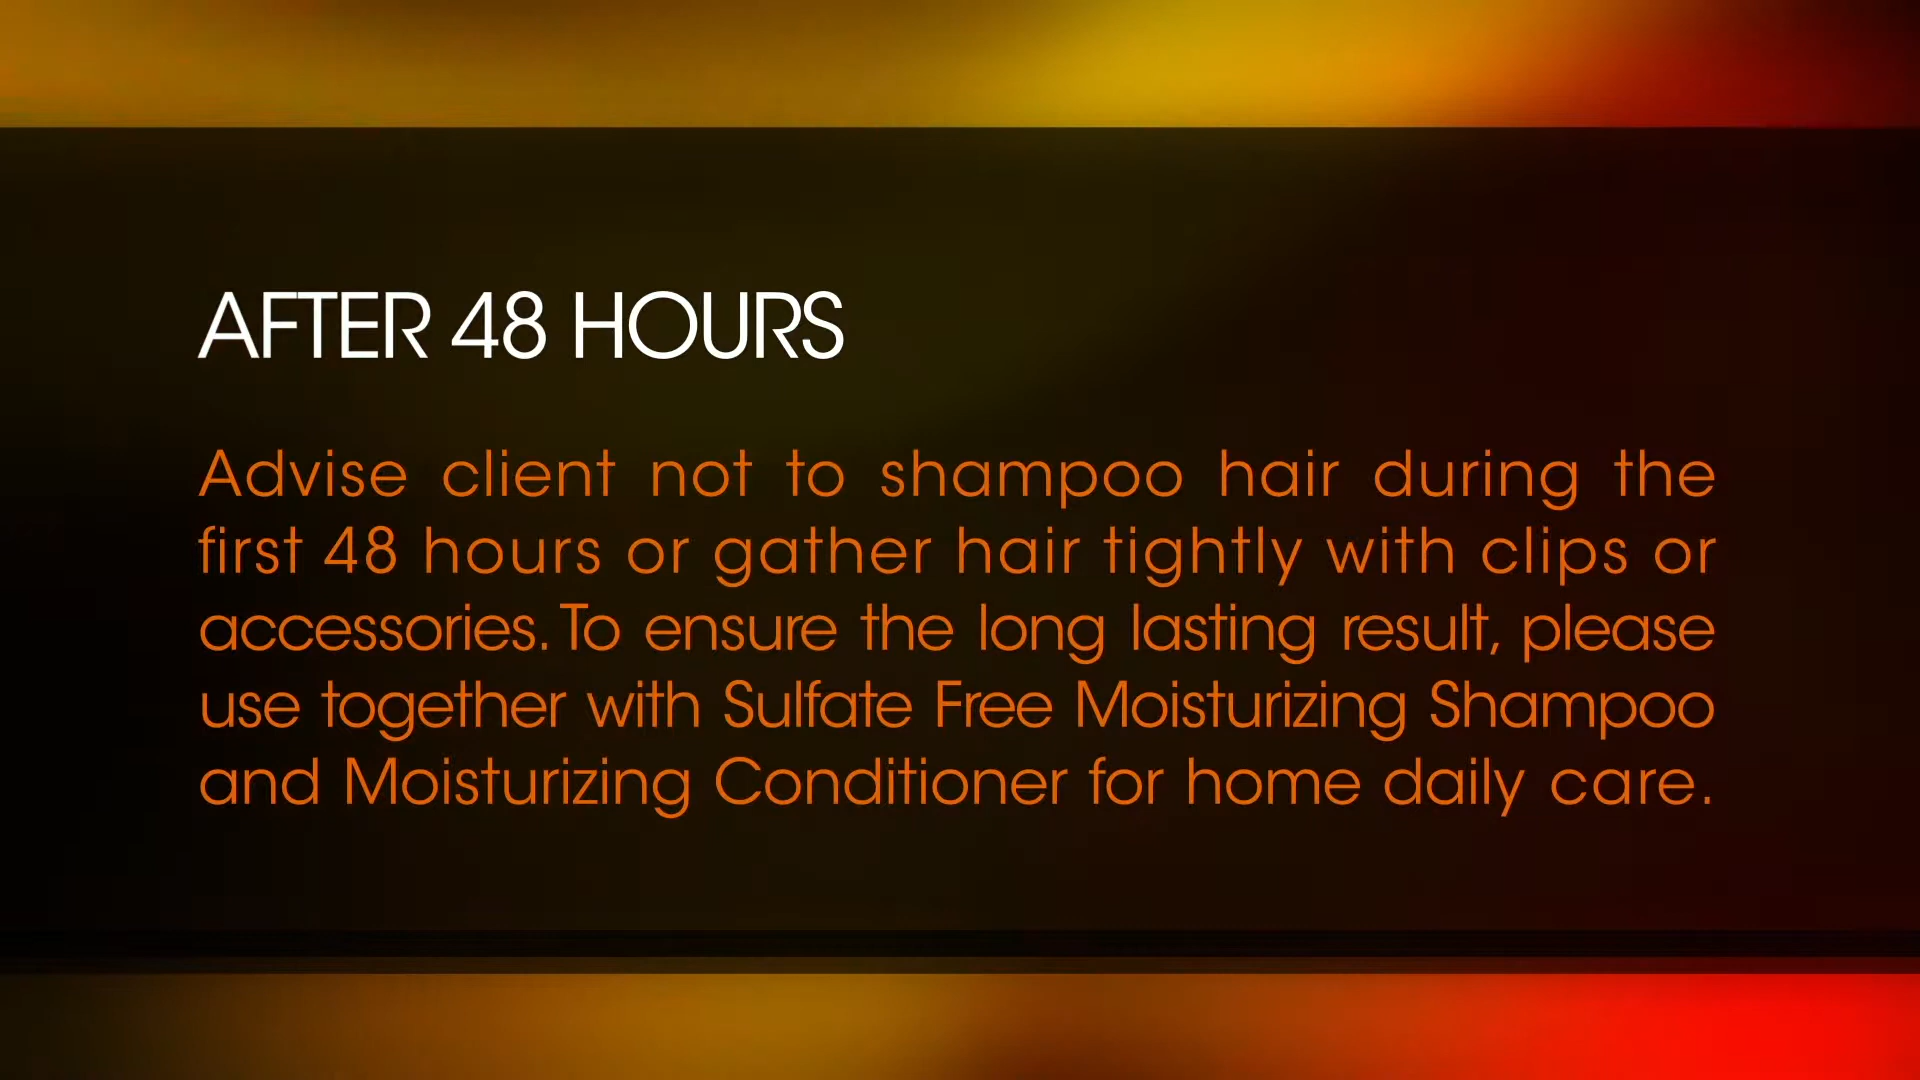 AFTER 48 HOURS
Advise client not to shampoo hair during the
first 48 hours or gather hair tightly with clips or
accessories. To ensure the long lasting result, please
use together with Sulfate Free Moisturizing Shampoo
and Moisturizing Conditioner for home daily care.